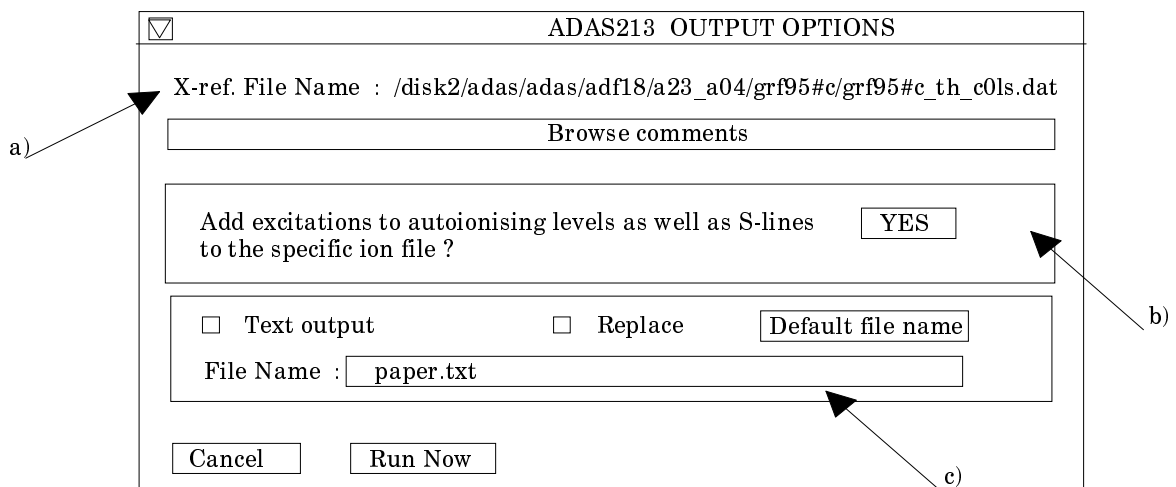 ADAS213 OUTPUT OPTIONS
X-ref. File Name : /disk2/adas/adas/adf18/a23_a04/grf95#c/grf95#c_th_c0ls.dat
a)
Browse comments
Add excitations to autoionising levels as well as S-lines
to the specific ion file ?
YES
b)
Text output Replace Default file name
File Name : paper.txt
Cancel Run Now
c)